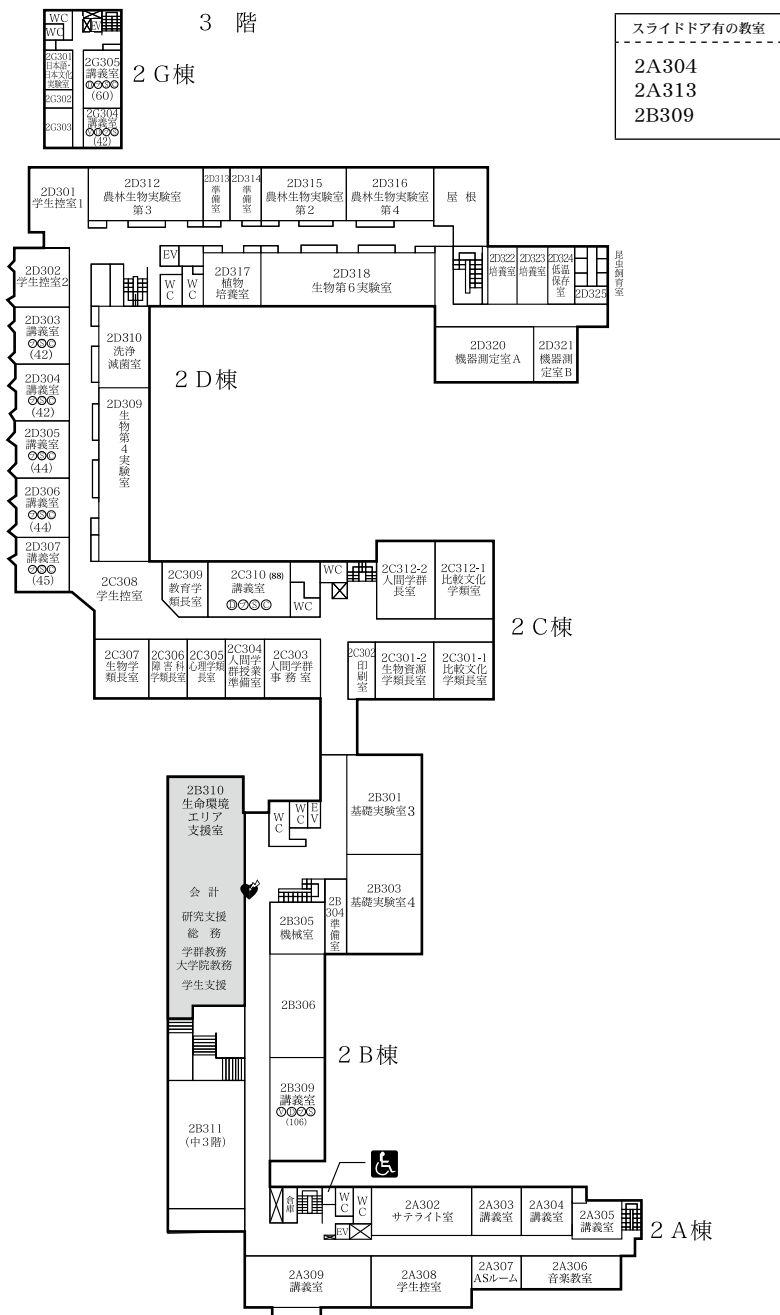 3 階
スライドドア有の教室
2A304
2A313
2B309
WC
WC
EV
2G301
日本語・
日本文化
実験室
2G302
2G303
2G305
講義室
(60)
2G304
講義室
(42)
2G棟
2D301
学生控室1
2D312
農林生物実験室
第3
2D313
準備室
2D314
準備室
2D315
農林生物実験室
第2
2D316
農林生物実験室
第4
屋根
2D302
学生控室2
EV
WC
WC
2D317
植物
培養室
2D318
生物第6実験室
2D322
培養室
2D323
培養室
2D324
低温
保存
室
2D325
昆虫飼育室
2D303
講義室
(42)
2D310
洗浄
滅菌室
2D320
機器測定室A
2D321
機器測
定室B
2D棟
2D304
講義室
(42)
2D309
生物第4実験室
2D305
講義室
(44)
2D306
講義室
(44)
2D307
講義室
(45)
2C308
学生控室
2C309
教育学
類長室
2C310 (88)
講義室
ⒹⓅⓈⒸ
WC
WC
2C312-2
人間学群
長室
2C312-1
比較文化
学類室
2C棟
2C307
生物学
類長室
2C306
障害科
学類長室
2C305
心理学類
長室
2C304
人間学
群授業
準備室
2C303
人間学群
事務室
2C302
印刷室
2C301-2
生物資源
学類長室
2C301-1
比較文化
学類長室
2B310
生命環境
エリア
支援室
会計
研究支援
総務
学群教務
大学院教務
学生支援
WC
WC
EV
2B301
基礎実験室3
2B303
基礎実験室4
2B304準備室
2B305
機械室
2B306
2B棟
2B309
講義室
(106)
2B311
(中3階)
倉庫
WC
WC
EV
2A302
サテライト室
2A303
講義室
2A304
講義室
2A305
講義室
2A棟
2A309
講義室
2A308
学生控室
2A307
ASルーム
2A306
音楽教室